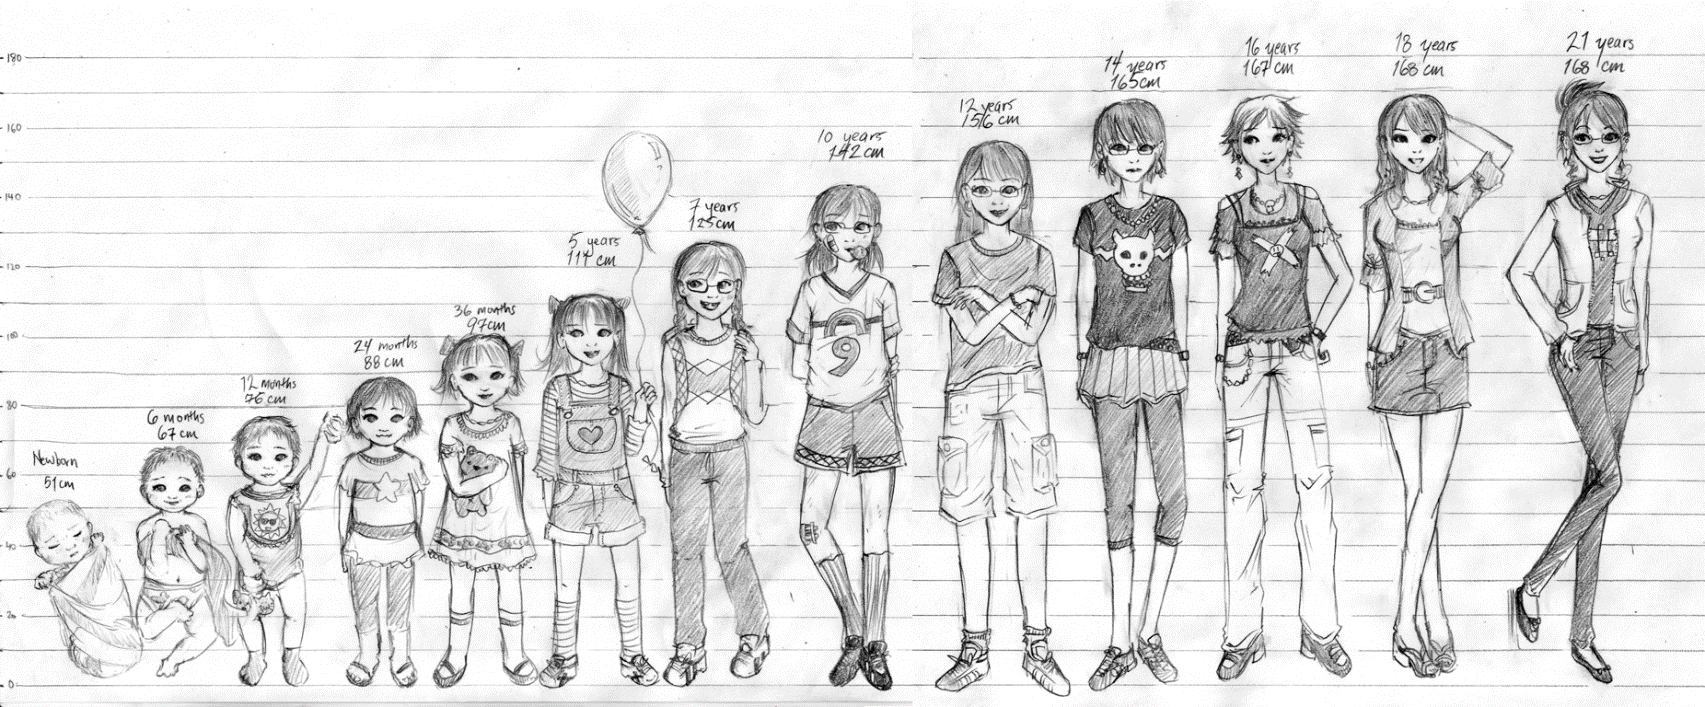 180
160
140
120
100
80
60
40
20
0
Newborn
51cm
6 months
67 cm
12 months
76 cm
24 months
88 cm
36 months
97cm
5 years
111 cm
7 years
125cm
10 years
142 cm
9
12 years
156 cm
14 years
165cm
16 years
167 cm
18 years
168 cm
21 years
168 cm